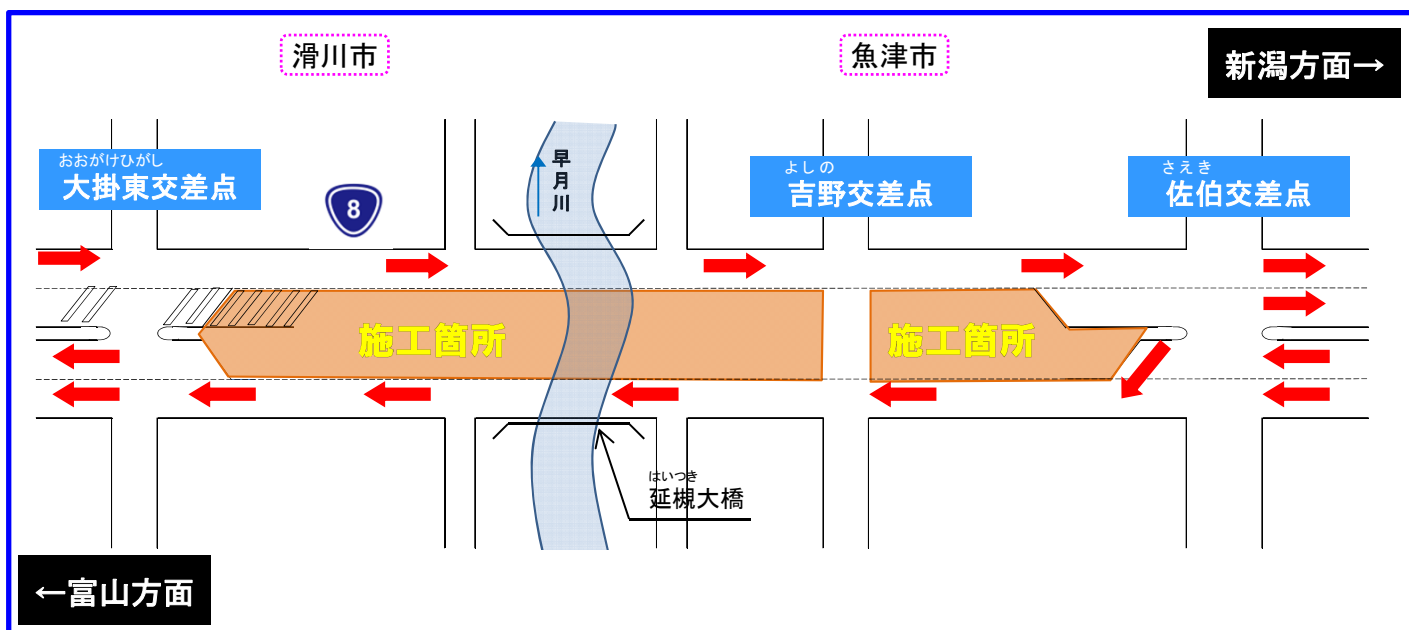 滑川市
魚津市
新潟方面→
おおがけひがし
大掛東交差点
8
早月川
よしの
吉野交差点
さえき
佐伯交差点
施工箇所
施工箇所
はいつき
延槻大橋
←富山方面